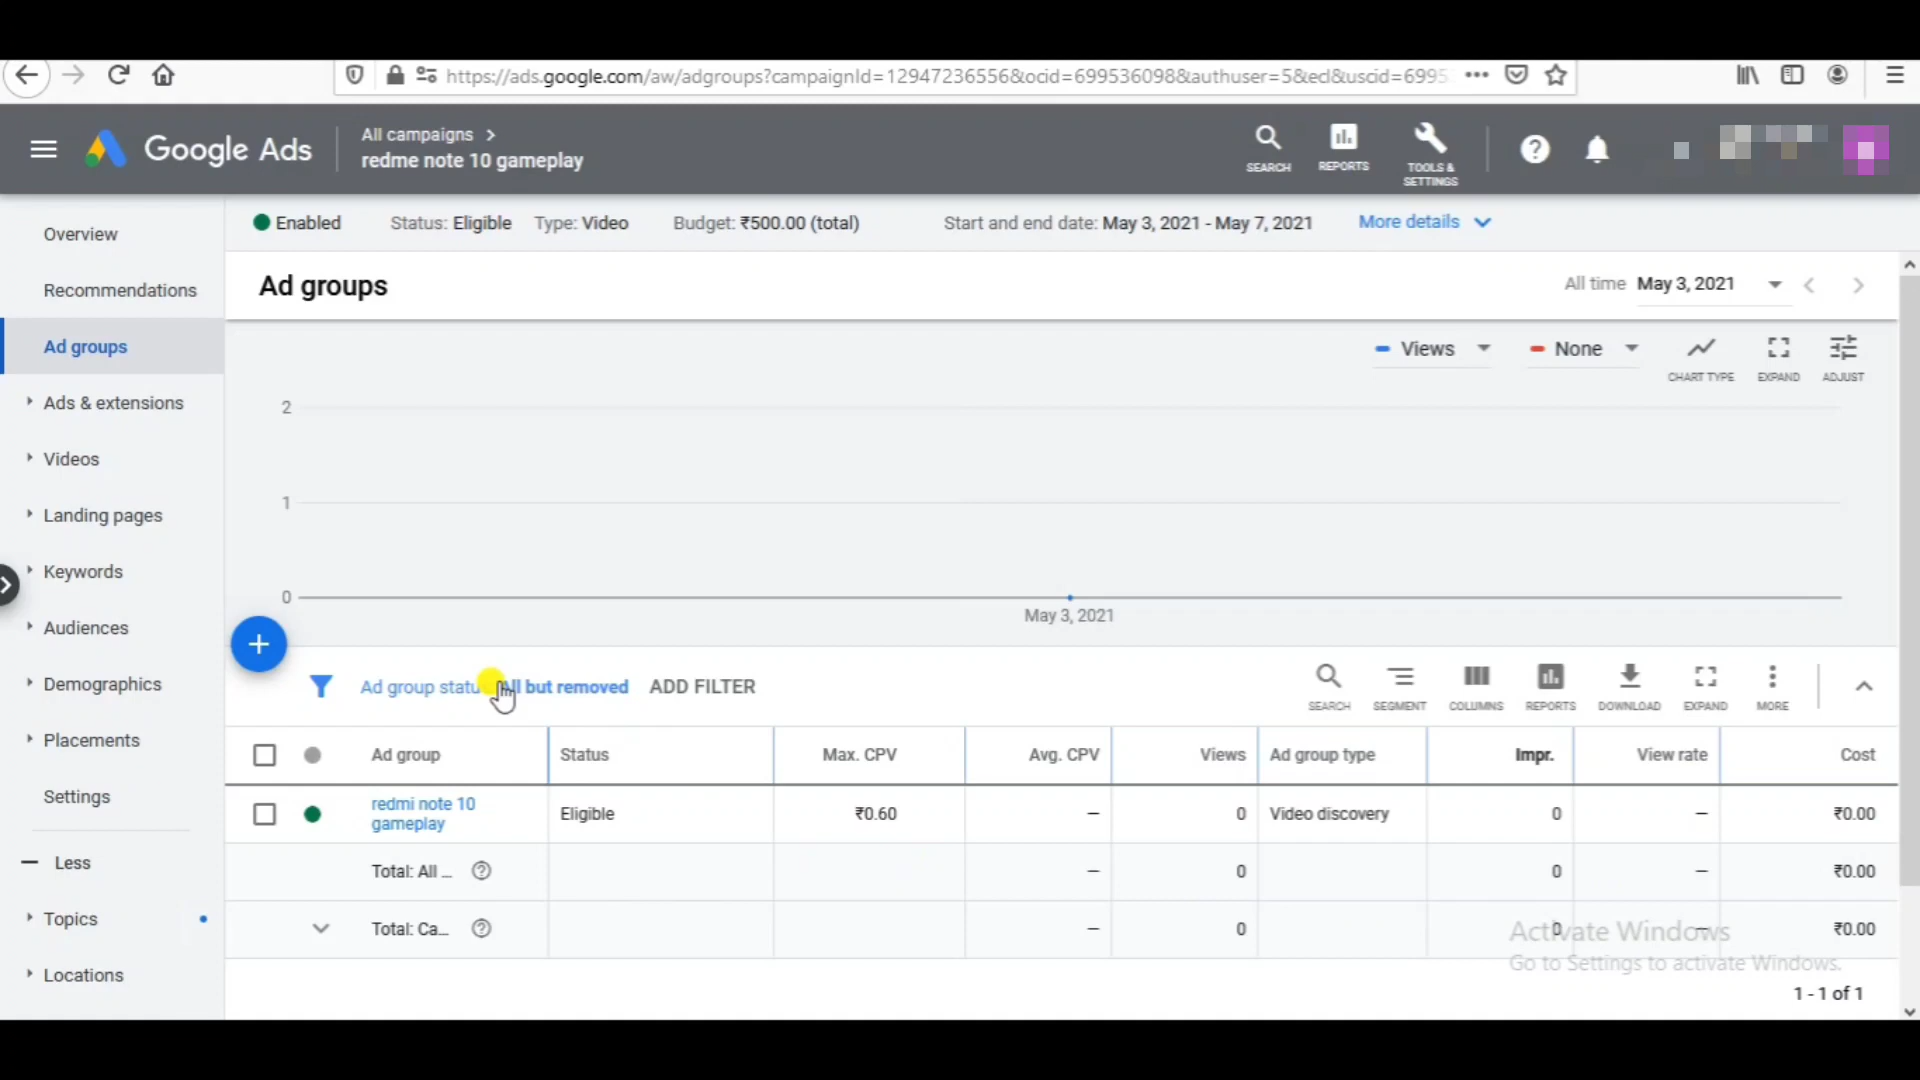 https://ads.google.com/aw/adgroups?campaignId=12947236556&ocid=699536098&authuser=5&ecl&uscid=6995
Google Ads
All campaigns >
redme note 10 gameplay
SEARCH
REPORTS
TOOLS &
SETTINGS
Enabled
Status: Eligible
Type: Video
Budget: ₹500.00 (total)
Start and end date: May 3, 2021 - May 7, 2021
More details
Overview
Recommendations
Ad groups
Ads & extensions
Videos
Landing pages
Keywords
Audiences
Demographics
Placements
Settings
Less
Topics
Locations
Ad groups
All time May 3, 2021
Views
None
CHART TYPE
EXPAND
ADJUST
2
1
0
May 3, 2021
Ad group statu All but removed
ADD FILTER
SEARCH
SEGMENT
COLUMNS
REPORTS
DOWNLOAD
EXPAND
MORE
Ad group Status Max. CPV Avg. CPV Views Ad group type Impr. View rate Cost
redmi note 10
gameplay
Eligible ₹0.60 – 0 Video discovery 0 – ₹0.00
Total: All ... – 0 0 – ₹0.00
Total: Ca... – 0 0 – ₹0.00
Activate Windows
Go to Settings to activate Windows.
1 - 1 of 1